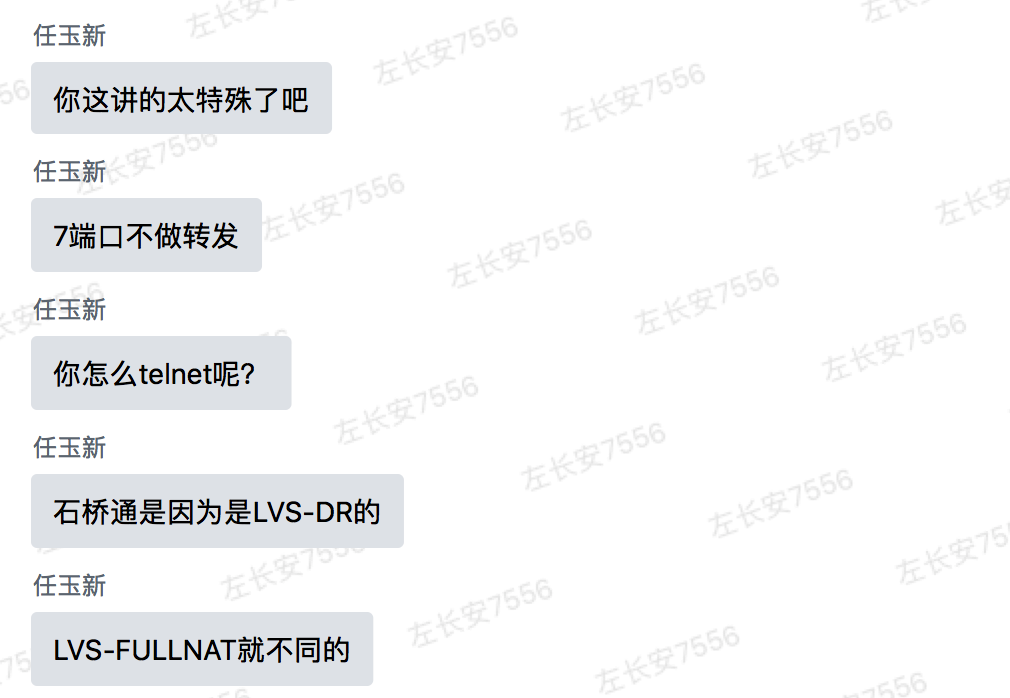 任玉新
你这讲的太特殊了吧
任玉新
7端口不做转发
任玉新
你怎么telnet呢?
任玉新
石桥通是因为是LVS-DR的
任玉新
LVS-FULLNAT就不同的
左长安7556